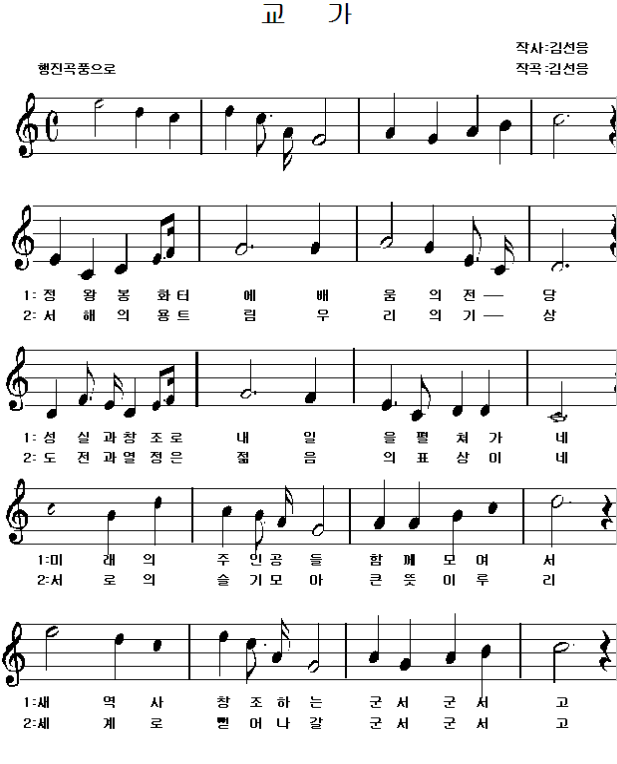 교 가
작사:김선응
행진곡풍으로
작곡:김선응
1: 정 왕 봉 화 터 에 배 움 의 전 ― 당
2: 서 해 의 용 트 림 우 리 의 기 ― 상
1: 성 실 과 창 조 로 내 일 을 펼 쳐 가 네
2: 도 전 과 열 정 은 젊 음 의 표 상 이 네
1:미 래 의 주 인 공 들 함 께 모 여 서
2:서 로 의 슬 기 모 아 큰 뜻 이 루 리
1:새 역 사 창 조 하 는 군 서 군 서 고
2:세 계 로 뻗 어 나 갈 군 서 군 서 고